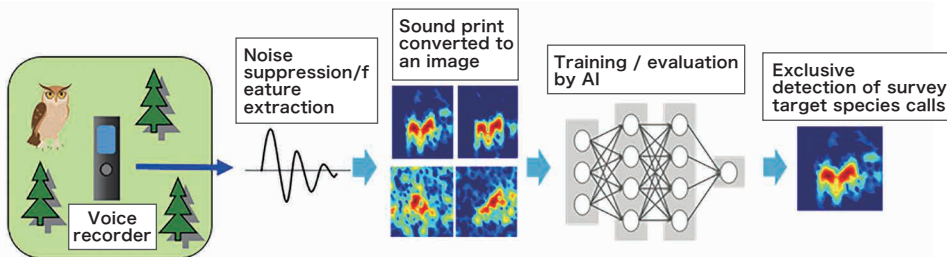 Voice
recorder
Noise
suppression/f
eature
extraction
Sound print
converted to
an image
Training / evaluation
by AI
Exclusive
detection of survey
target species calls